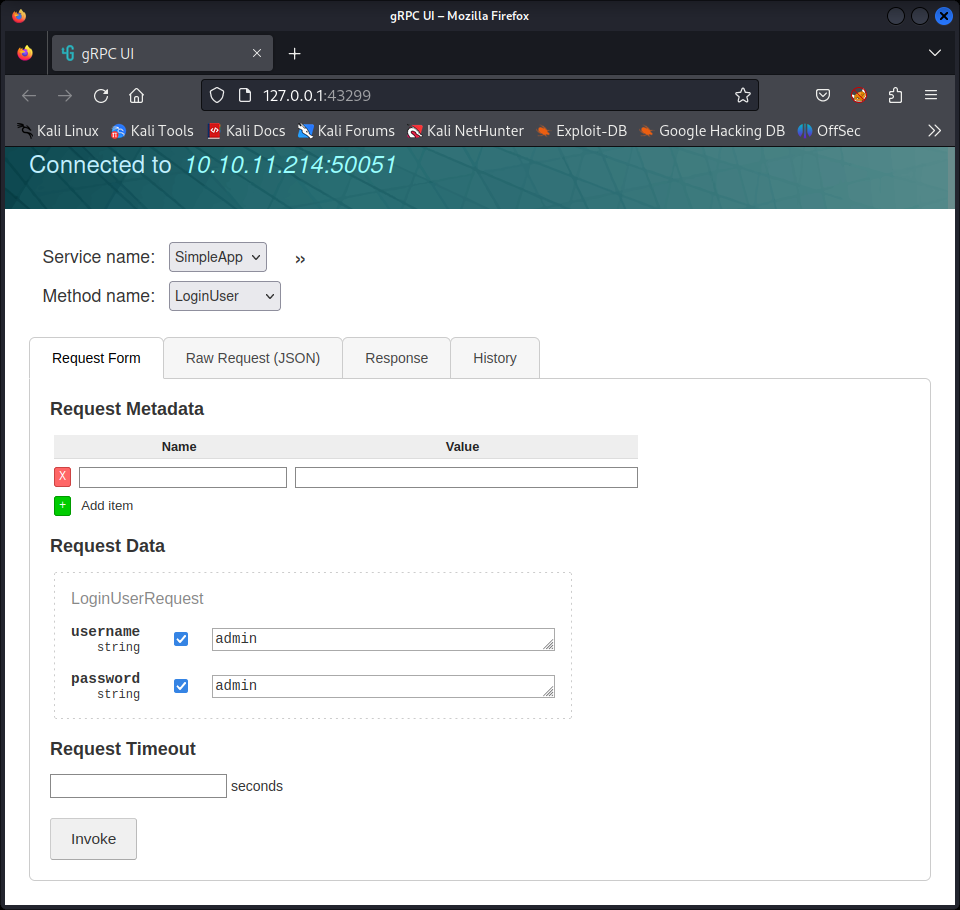 gRPC UI – Mozilla Firefox
gRPC UI
127.0.0.1:43299
Kali Linux Kali Tools Kali Docs Kali Forums Kali NetHunter Exploit-DB Google Hacking DB OffSec
Connected to 10.10.11.214:50051
Service name: SimpleApp »
Method name: LoginUser
Request Form Raw Request (JSON) Response History
Request Metadata
Name Value
X
+ Add item
Request Data
LoginUserRequest
username admin
string
password admin
string
Request Timeout
seconds
Invoke